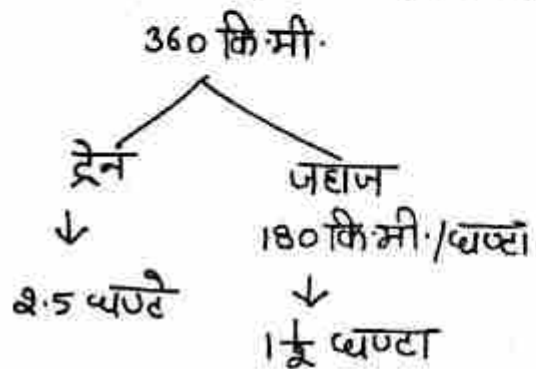 360 कि.मी.
ट्रेन जहाज
↓ 180 कि.मी./घण्टा
2.5 घण्टे ↓
1 1/2 घण्टा